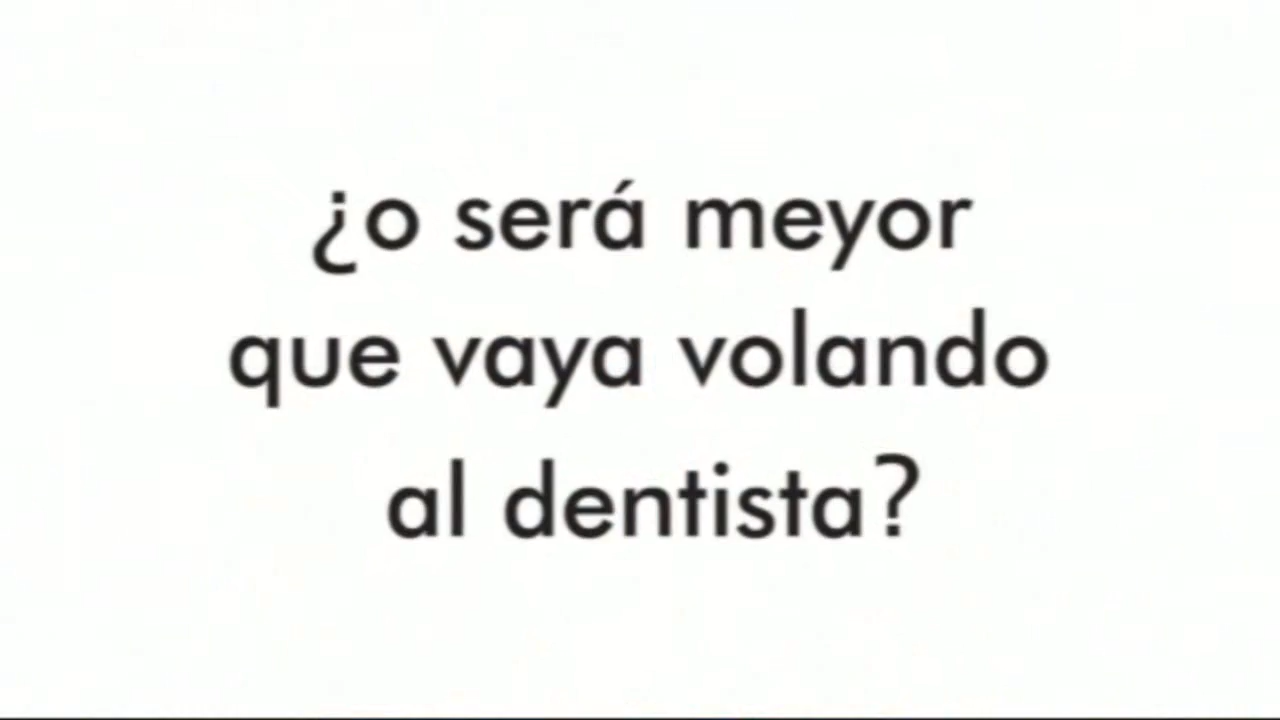 ¿o será meyor
que vaya volando
al dentista?